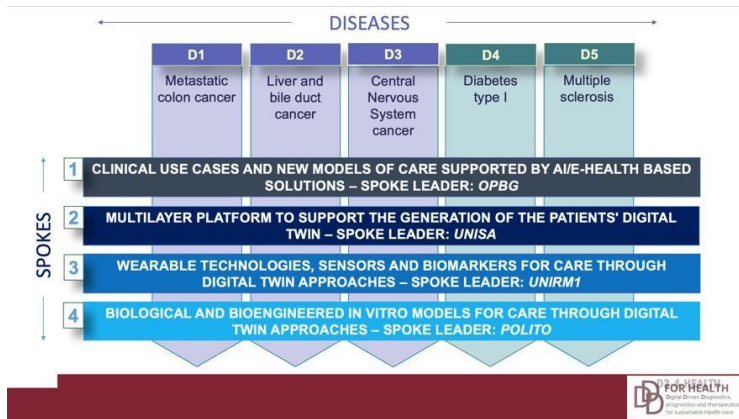 DISEASES
D1
D2
D3
D4
D5
Metastatic
colon cancer
Liver and
bile duct
cancer
Central
Nervous
System
cancer
Diabetes
type I
Multiple
sclerosis
SPOKES
1
CLINICAL USE CASES AND NEW MODELS OF CARE SUPPORTED BY AI/E-HEALTH BASED
SOLUTIONS – SPOKE LEADER: OPBG
2
MULTILAYER PLATFORM TO SUPPORT THE GENERATION OF THE PATIENTS' DIGITAL
TWIN – SPOKE LEADER: UNISA
3
WEARABLE TECHNOLOGIES, SENSORS AND BIOMARKERS FOR CARE THROUGH
DIGITAL TWIN APPROACHES – SPOKE LEADER: UNIRM1
4
BIOLOGICAL AND BIOENGINEERED IN VITRO MODELS FOR CARE THROUGH DIGITAL
TWIN APPROACHES – SPOKE LEADER: POLITO
D3 4 HEALTH
DD
FOR HEALTH
Digital Driven Diagnostics,
prognostics and therapeutics
for sustainable Health care